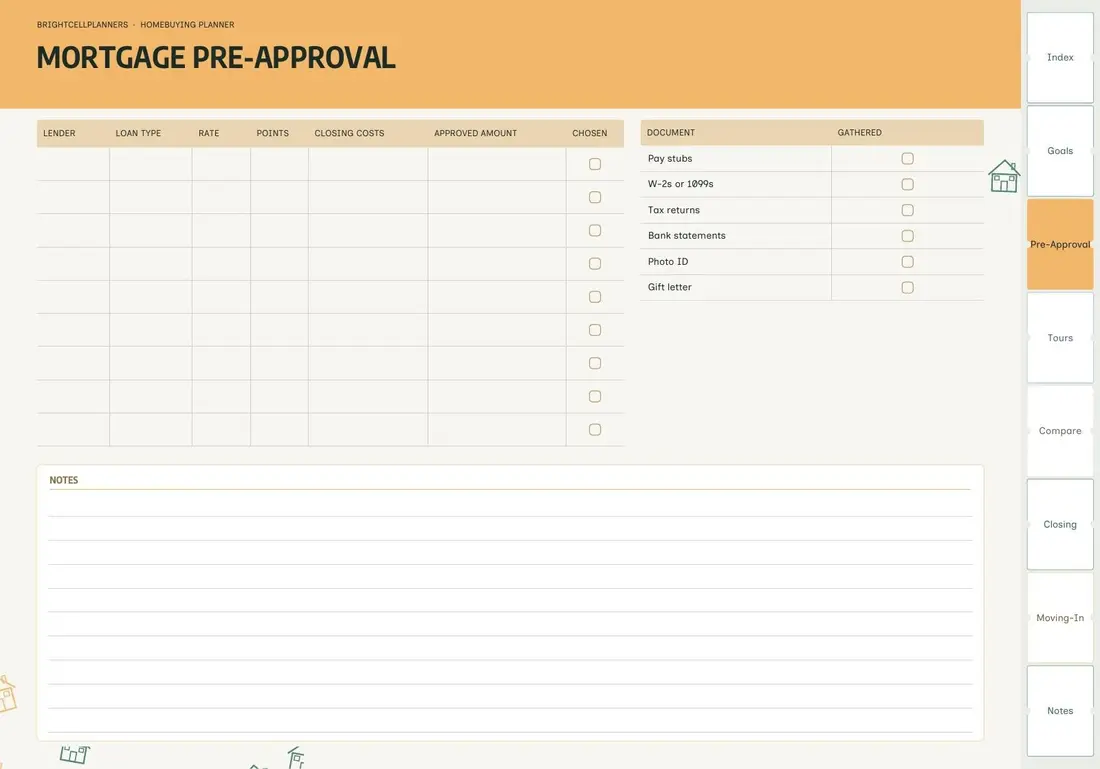 BRIGHTCELLPLANNERS · HOMEBUYING PLANNER
MORTGAGE PRE-APPROVAL
LENDER LOAN TYPE RATE POINTS CLOSING COSTS APPROVED AMOUNT CHOSEN
DOCUMENT GATHERED
Pay stubs
W-2s or 1099s
Tax returns
Bank statements
Photo ID
Gift letter
NOTES
Index
Goals
Pre-Approval
Tours
Compare
Closing
Moving-In
Notes